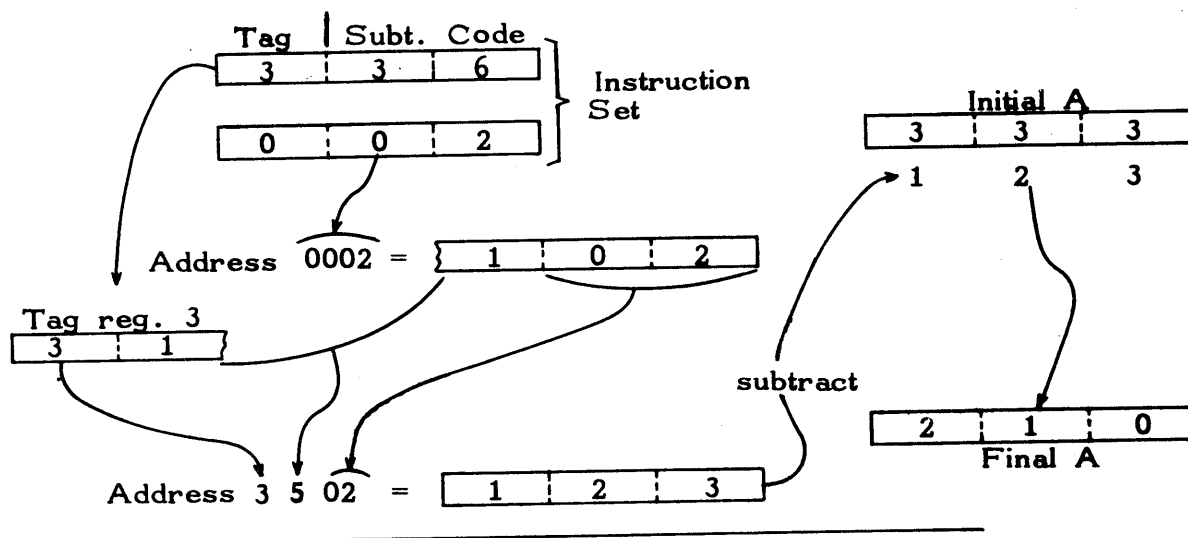 Tag Subt. Code
3 3 6
Instruction
Set
0 0 2
Initial A
3 3 3
1 2 3
Address 0002 = 1 0 2
Tag reg. 3
3 1
subtract
2 1 0
Final A
Address 3 5 02 = 1 2 3